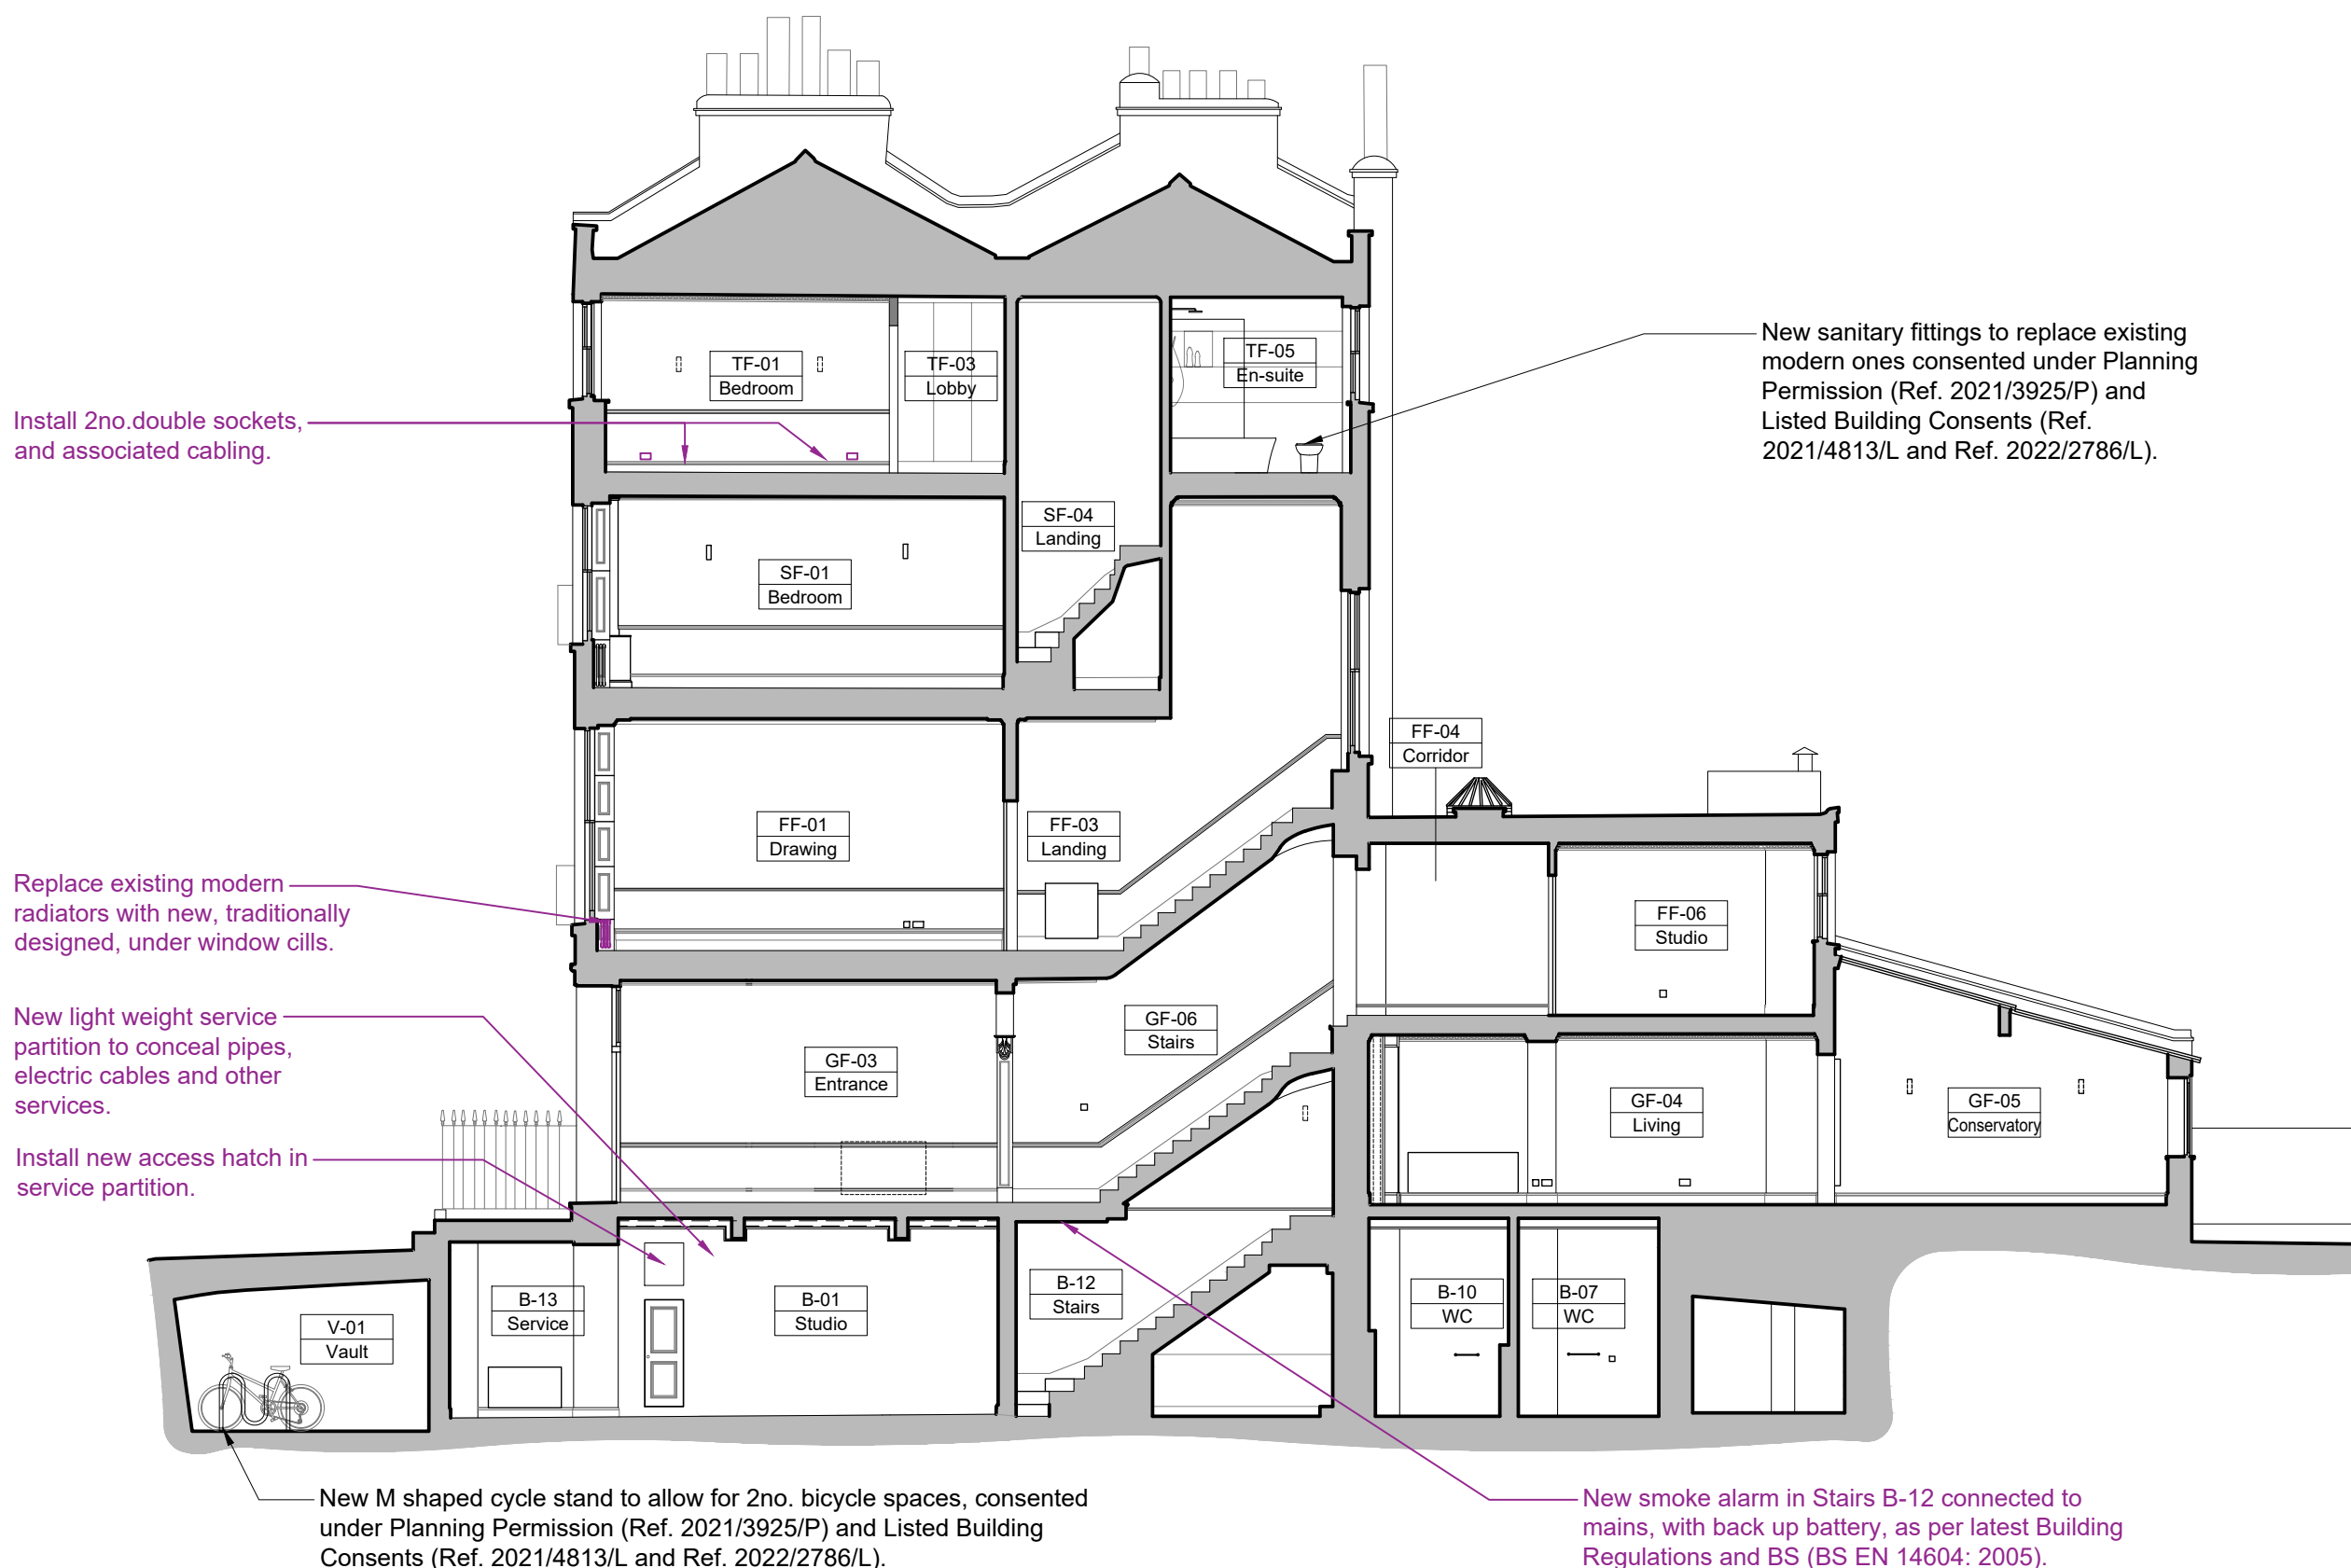 New sanitary fittings to replace existing
modern ones consented under Planning
Permission (Ref. 2021/3925/P) and
Listed Building Consents (Ref.
2021/4813/L and Ref. 2022/2786/L).
TF-01
Bedroom
TF-03
Lobby
TF-05
En-suite
Install 2no.double sockets,
and associated cabling.
SF-04
Landing
SF-01
Bedroom
FF-04
Corridor
FF-01
Drawing
FF-03
Landing
Replace existing modern
radiators with new, traditionally
designed, under window cills.
FF-06
Studio
New light weight service
partition to conceal pipes,
electric cables and other
services.
GF-06
Stairs
GF-03
Entrance
GF-04
Living
GF-05
Conservatory
Install new access hatch in
service partition.
B-13
Service
B-01
Studio
B-12
Stairs
B-10
WC
B-07
WC
V-01
Vault
New M shaped cycle stand to allow for 2no. bicycle spaces, consented
under Planning Permission (Ref. 2021/3925/P) and Listed Building
Consents (Ref. 2021/4813/L and Ref. 2022/2786/L).
New smoke alarm in Stairs B-12 connected to
mains, with back up battery, as per latest Building
Regulations and BS (BS EN 14604: 2005).